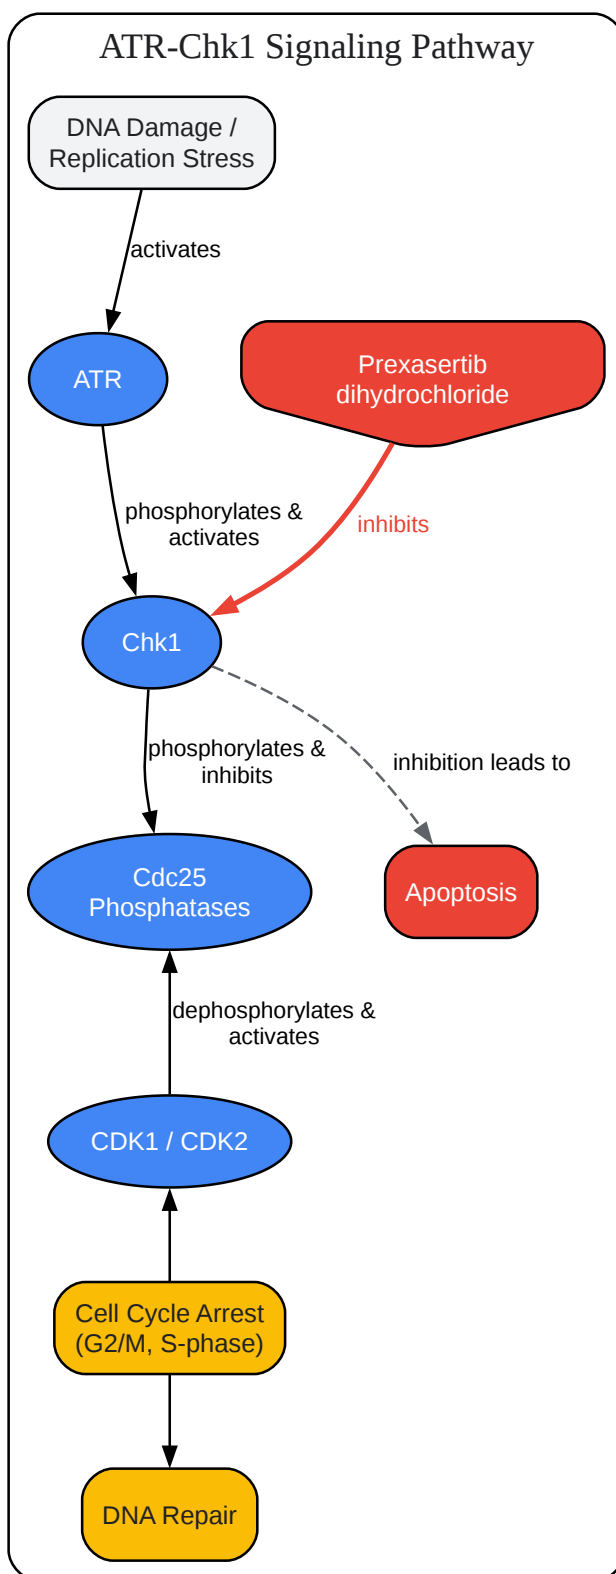 ATR-Chk1 Signaling Pathway
DNA Damage /
Replication Stress
activates
ATR
Prexasertib
dihydrochloride
phosphorylates &
activates
inhibits
Chk1
phosphorylates &
inhibits
inhibition leads to
Cdc25
Phosphatases
Apoptosis
dephosphorylates &
activates
CDK1 / CDK2
Cell Cycle Arrest
(G2/M, S-phase)
DNA Repair